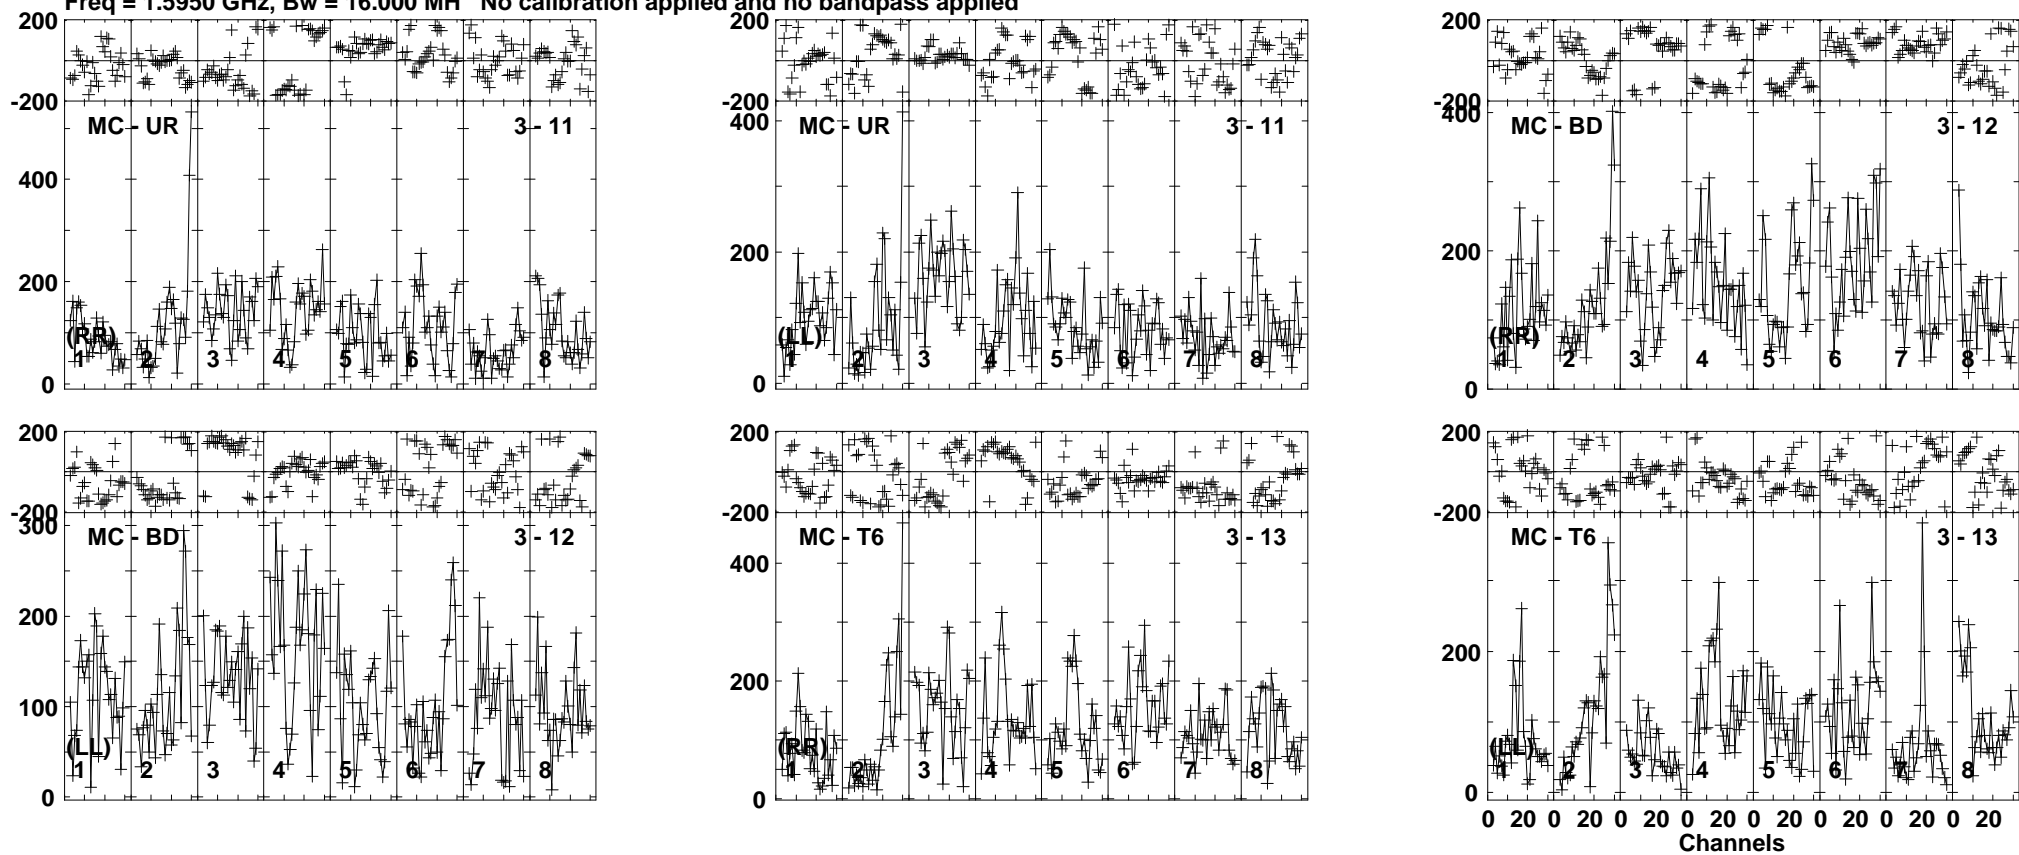 Freq = 1.5950 GHz, Bw = 16.000 MH No calibration applied and no bandpass applied
200
-200
MC - UR 3 - 11
400
200
0
(RR)
1 2 3 4 5 6 7 8
200
-200
MC - UR 3 - 11
400
200
0
(LL)
1 2 3 4 5 6 7 8
200
-200
MC - BD 3 - 12
400
200
0
(RR)
1 2 3 4 5 6 7 8
200
-200
MC - BD 3 - 12
300
200
100
0
(LL)
1 2 3 4 5 6 7 8
200
-200
MC - T6 3 - 13
400
200
0
(RR)
1 2 3 4 5 6 7 8
200
-200
MC - T6 3 - 13
200
0
(LL)
1 2 3 4 5 6 7 8
0 20 0 20 0 20 0 20 0 20 0 20 0 20 0 20
Channels